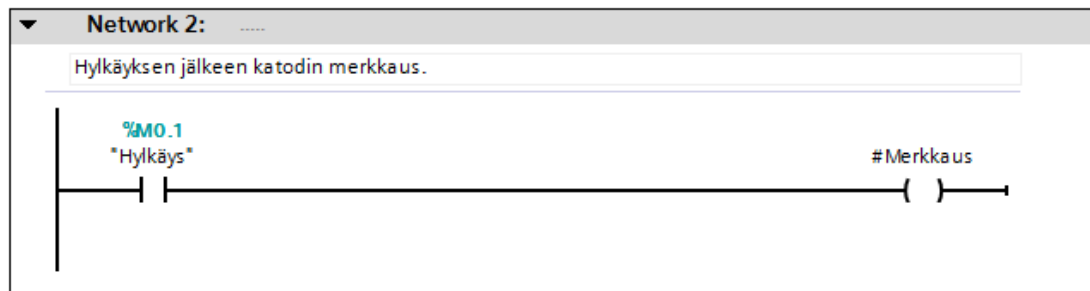 Network 2: .....
Hylkäyksen jälkeen katodin merkkaus.
%M0.1
"Hylkäys"
#Merkkaus